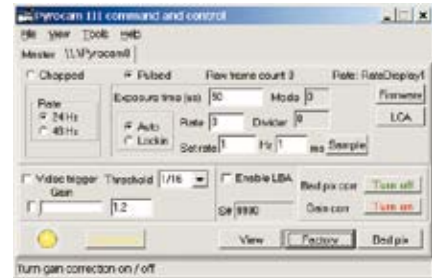 Pyrocam III command and control
File View Tools Help
Master \\.\Pyrocam0
Chopped Pulsed Raw frame count 3 Rate: RateDisplay1
Rate
24 Hz
48 Hz
Exposure time (us) 50 Mode 0 Firmware
Auto Rate 3 Divider LCA
Lockin
Set rate 1 Hz 1 ms Sample
Video trigger Threshold 1/16 Enable LBA Bad pix corr Turn off
Gain
1.2 Gain corr Turn on
View Factory Bad pix
Turn gain correction on / off